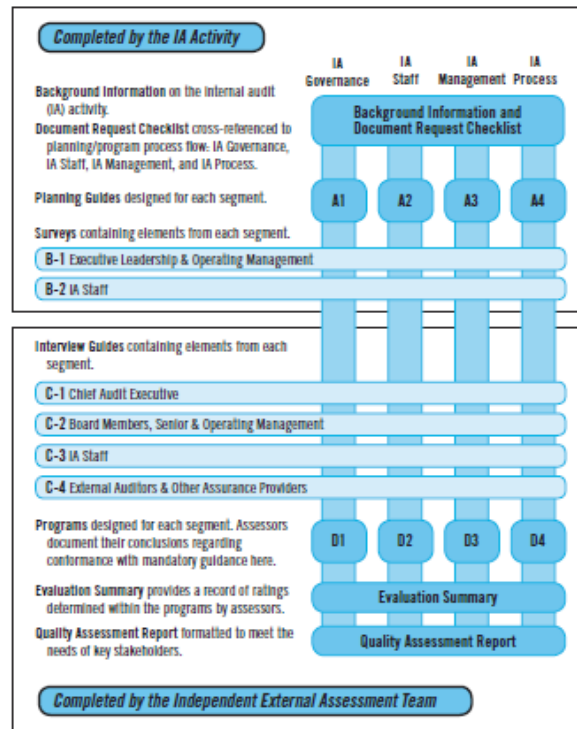 Completed by the IA Activity
IA Governance
IA Staff
IA Management
IA Process
Background Information on the internal audit
(IA) activity.
Document Request Checklist cross-referenced to
planning/program process flow: IA Governance,
IA Staff, IA Management, and IA Process.
Background Information and
Document Request Checklist
Planning Guides designed for each segment.
A1
A2
A3
A4
Surveys containing elements from each segment.
B-1 Executive Leadership & Operating Management
B-2 IA Staff
Interview Guides containing elements from each
segment.
C-1 Chief Audit Executive
C-2 Board Members, Senior & Operating Management
C-3 IA Staff
C-4 External Auditors & Other Assurance Providers
Programs designed for each segment. Assessors
document their conclusions regarding
conformance with mandatory guidance here.
D1
D2
D3
D4
Evaluation Summary provides a record of ratings
determined within the programs by assessors.
Evaluation Summary
Quality Assessment Report formatted to meet the
needs of key stakeholders.
Quality Assessment Report
Completed by the Independent External Assessment Team